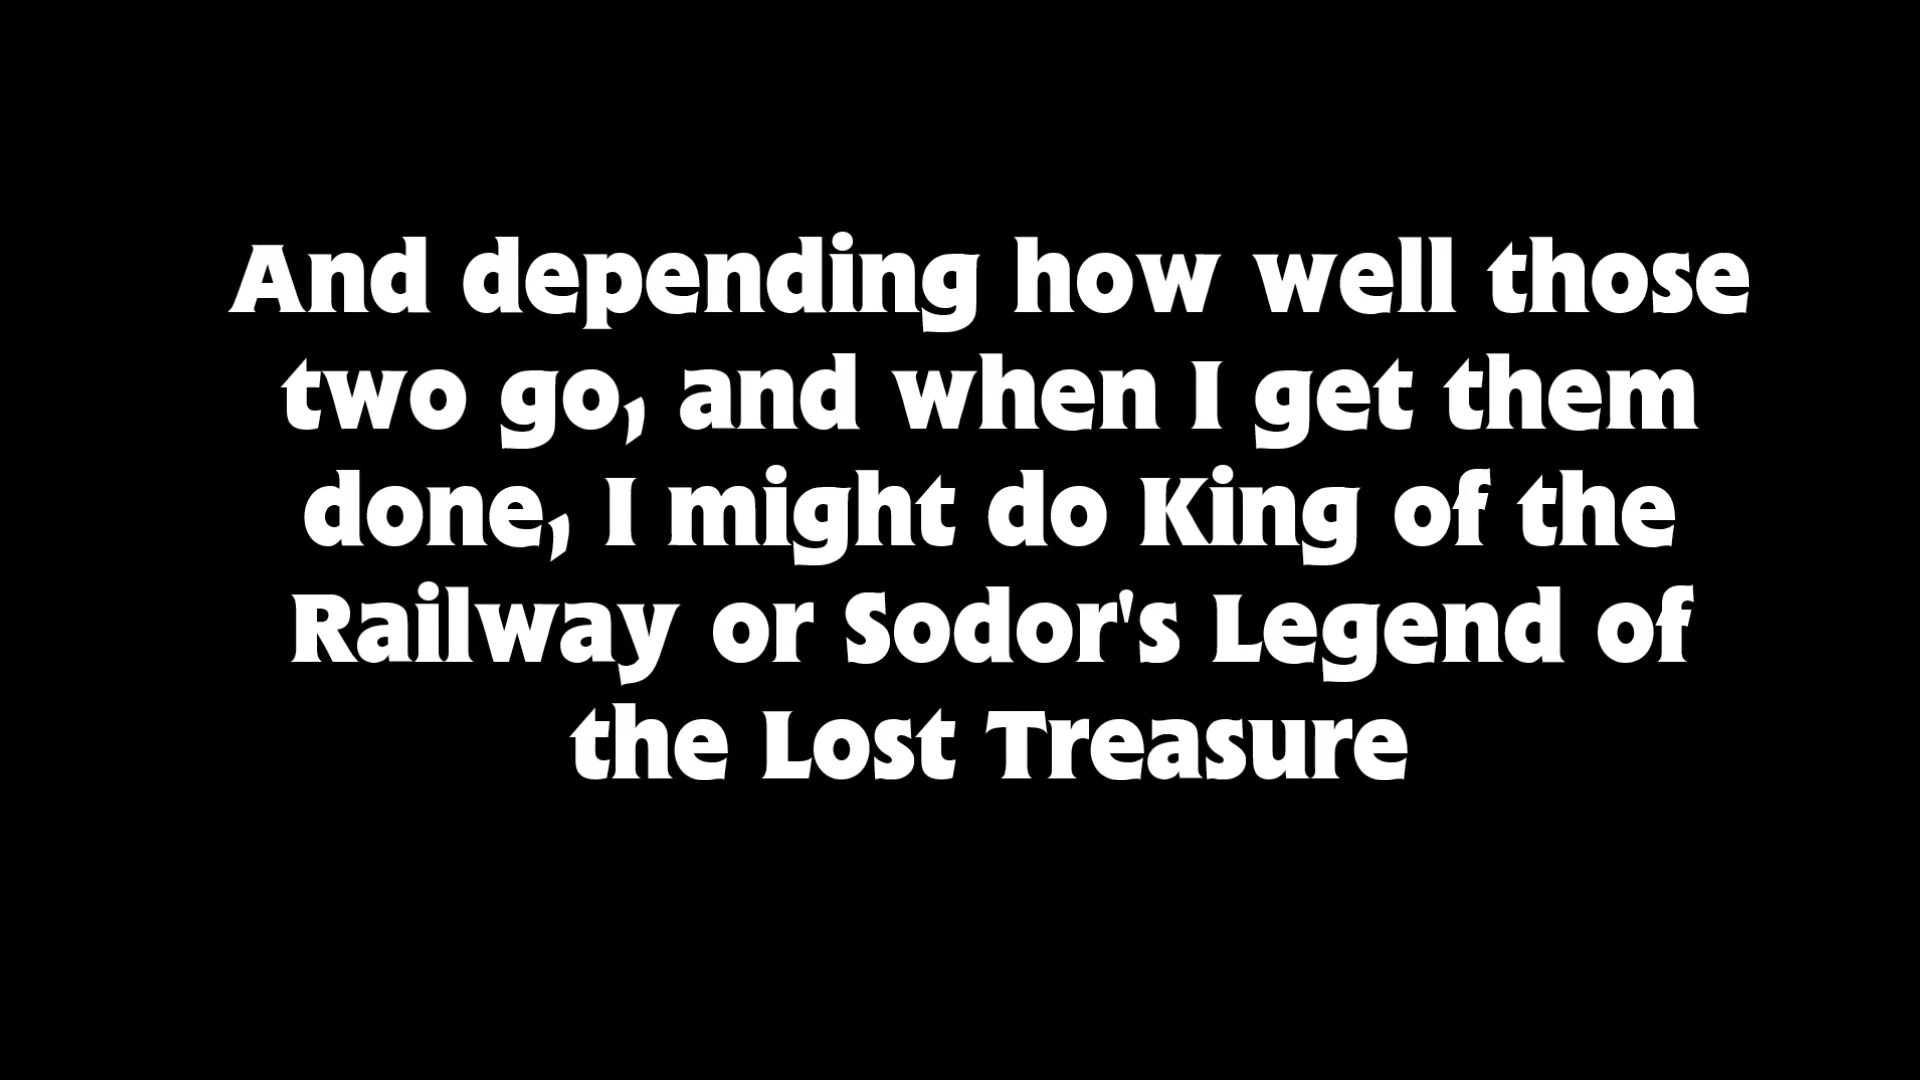 And depending how well those
two go, and when I get them
done, I might do King of the
Railway or Sodor's Legend of
the Lost Treasure